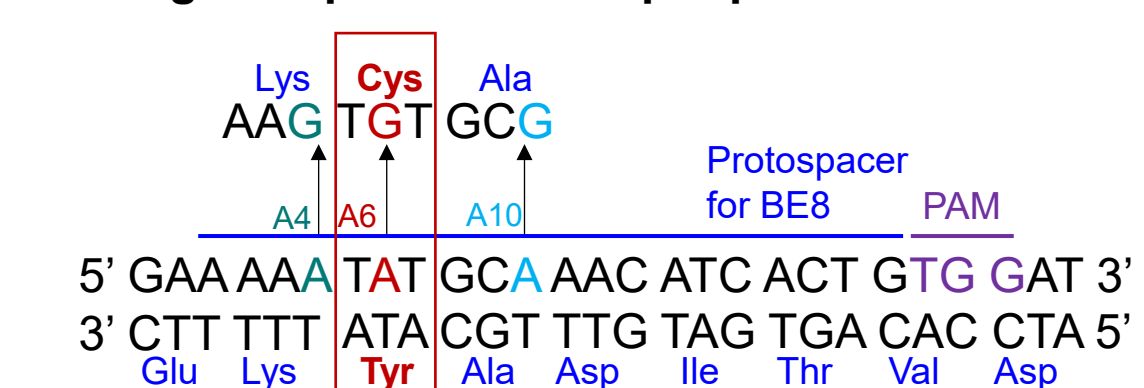 Lys Cys Ala
AAG TGT GCG
Protospacer
for BE8
PAM
A4 A6 A10
5’ GAA AAA TAT GCA AAC ATC ACT GTG GAT 3’
3’ CTT TTT ATA CGT TTG TAG TGA CAC CTA 5’
Glu Lys Tyr Ala Asp Ile Thr Val Asp